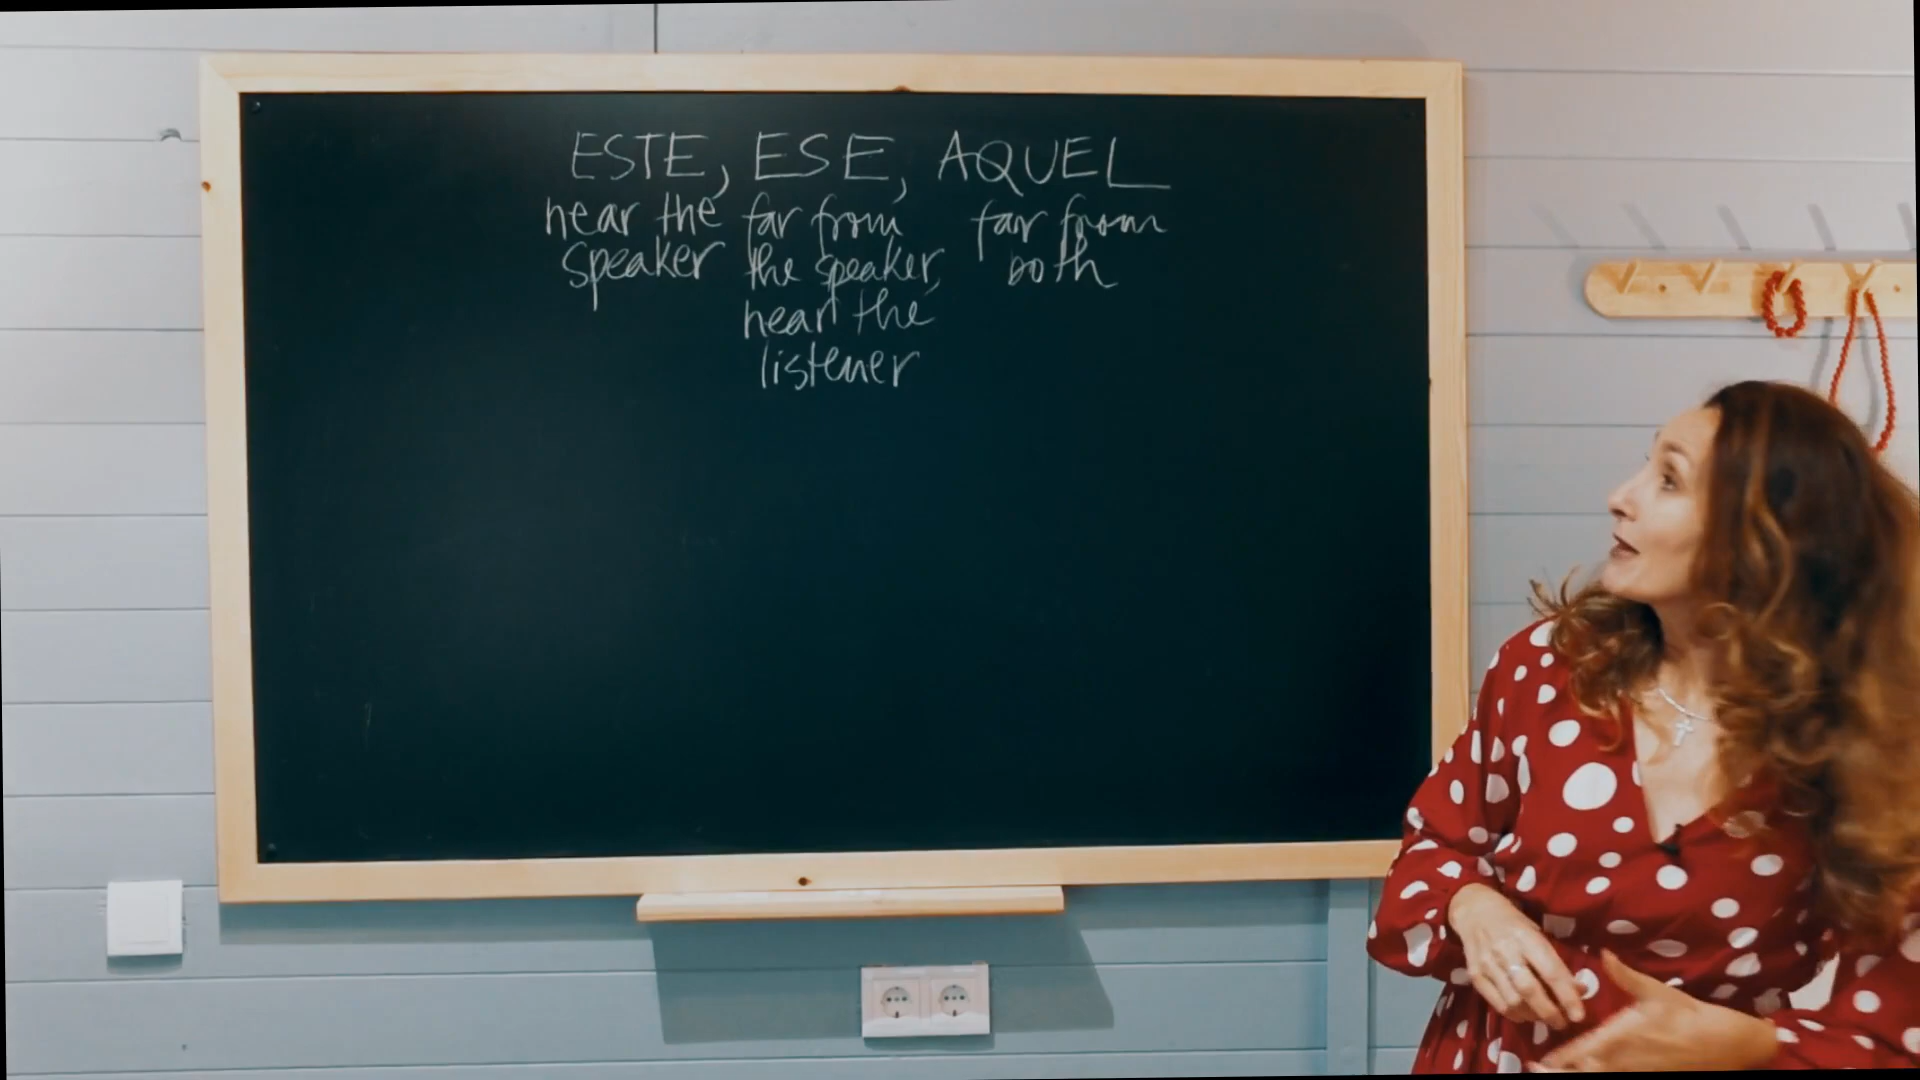 ESTE, ESE, AQUEL
near the
speaker
far from
the speaker,
near the
listener
far from
both